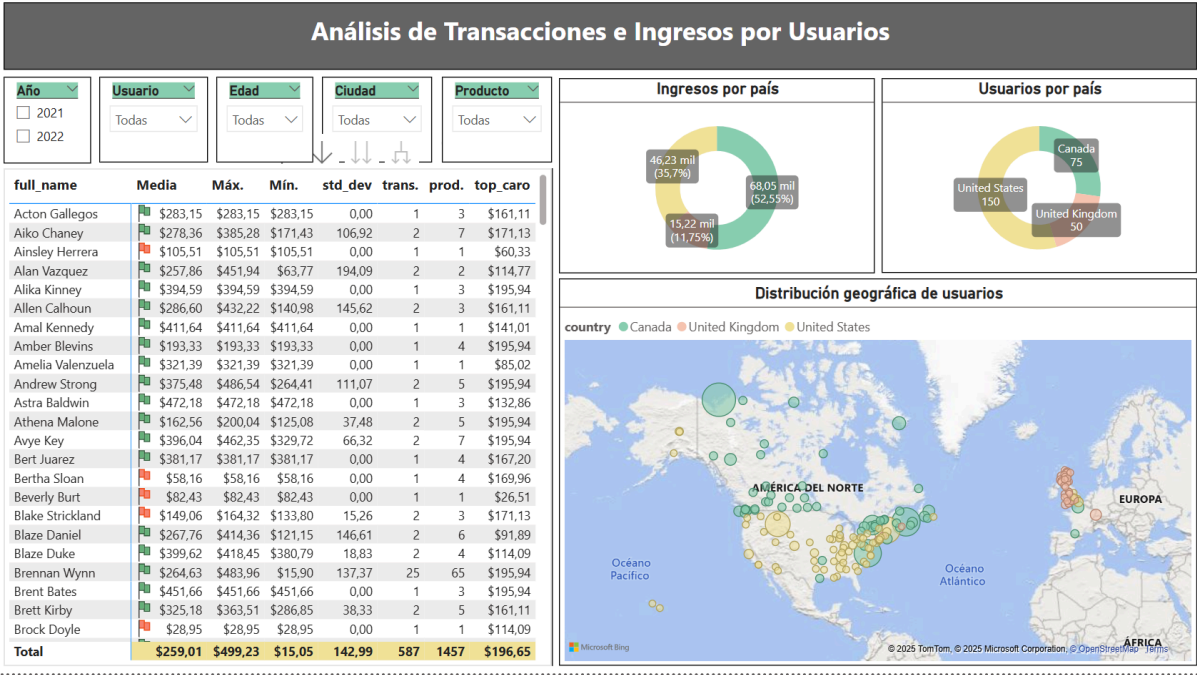 Análisis de Transacciones e Ingresos por Usuarios
Año
2021
2022
Usuario
Todas
Edad
Todas
Ciudad
Todas
Producto
Todas
full_name Media Máx. Mín. std_dev trans. prod. top_caro
Acton Gallegos $283,15 $283,15 $283,15 0,00 1 3 $161,11
Aiko Chaney $278,36 $385,28 $171,43 106,92 2 7 $171,13
Ainsley Herrera $105,51 $105,51 $105,51 0,00 1 1 $60,33
Alan Vazquez $257,86 $451,94 $63,77 194,09 2 2 $114,77
Alika Kinney $394,59 $394,59 $394,59 0,00 1 3 $195,94
Allen Calhoun $286,60 $432,22 $140,98 145,62 2 3 $161,11
Amal Kennedy $411,64 $411,64 $411,64 0,00 1 1 $141,01
Amber Blevins $193,33 $193,33 $193,33 0,00 1 4 $195,94
Amelia Valenzuela $321,39 $321,39 $321,39 0,00 1 1 $85,02
Andrew Strong $375,48 $486,54 $264,41 111,07 2 5 $195,94
Astra Baldwin $472,18 $472,18 $472,18 0,00 1 3 $132,86
Athena Malone $162,56 $200,04 $125,08 37,48 2 5 $195,94
Avye Key $396,04 $462,35 $329,72 66,32 2 7 $195,94
Bert Juarez $381,17 $381,17 $381,17 0,00 1 4 $167,20
Bertha Sloan $58,16 $58,16 $58,16 0,00 1 4 $169,96
Beverly Burt $82,43 $82,43 $82,43 0,00 1 1 $26,51
Blake Strickland $149,06 $164,32 $133,80 15,26 2 3 $171,13
Blaze Daniel $267,76 $414,36 $121,15 146,61 2 6 $91,89
Blaze Duke $399,62 $418,45 $380,79 18,83 2 4 $114,09
Brennan Wynn $264,63 $483,96 $15,90 137,37 25 65 $195,94
Brent Bates $451,66 $451,66 $451,66 0,00 1 3 $195,94
Brett Kirby $325,18 $363,51 $286,85 38,33 2 5 $161,11
Brock Doyle $28,95 $28,95 $28,95 0,00 1 1 $114,09
Total $259,01 $499,23 $15,05 142,99 587 1457 $196,65
Ingresos por país
46,23 mil
(35,7%)
68,05 mil
(52,55%)
15,22 mil
(11,75%)
Usuarios por país
Canada
75
United States
150
United Kingdom
50
Distribución geográfica de usuarios
country Canada United Kingdom United States
AMÉRICA DEL NORTE
EUROPA
Océano
Pacífico
Océano
Atlántico
ÁFRICA
Microsoft Bing
© 2025 TomTom, © 2025 Microsoft Corporation, © OpenStreetMap Terms